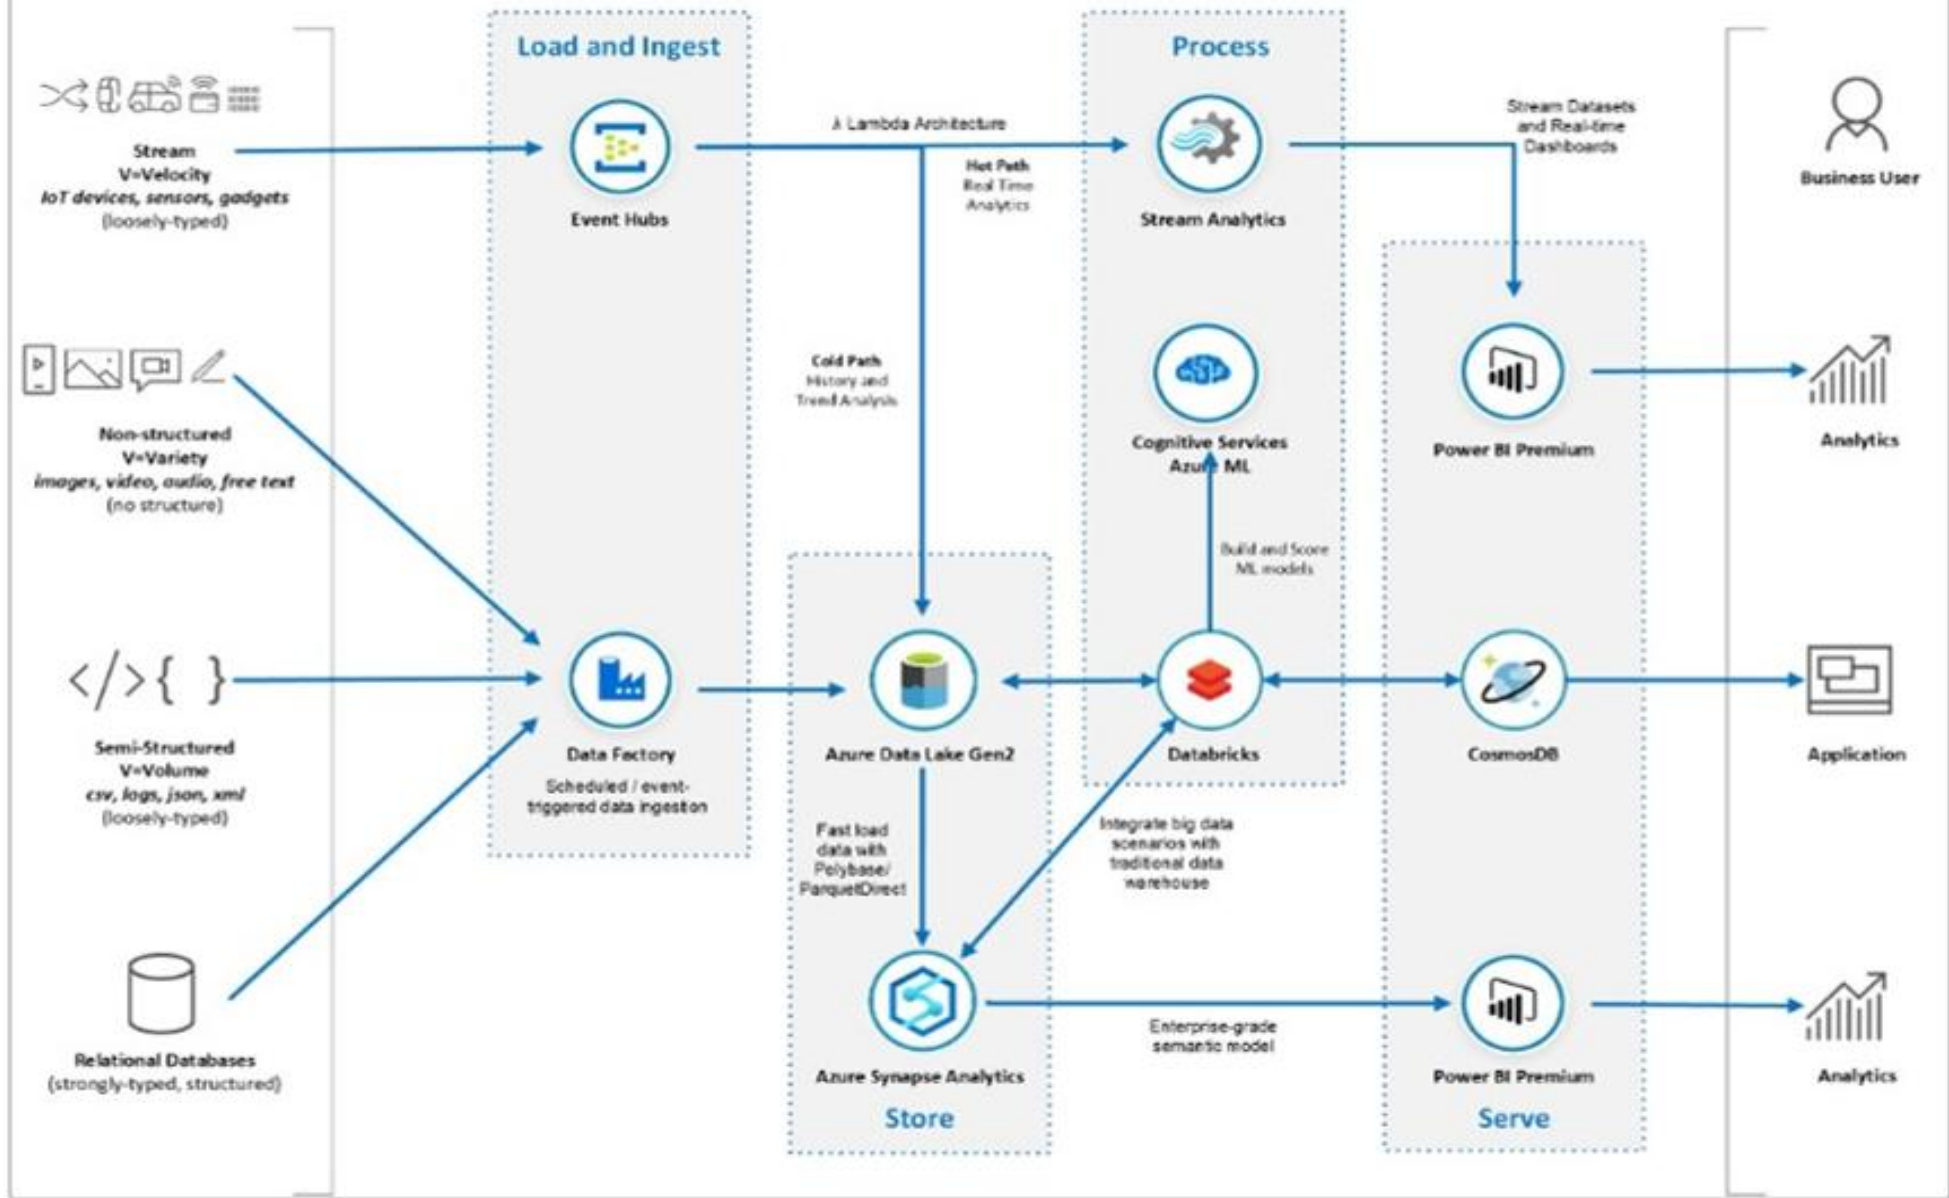 Load and Ingest
Process
λ Lambda Architecture
Hot Path
Real Time
Analytics
Stream Datasets
and Real-time
Dashboards
Stream
V=Velocity
IoT devices, sensors, gadgets
(loosely-typed)
Event Hubs
Stream Analytics
Business User
Cold Path
History and
Trend Analysis
Non-structured
V=Variety
images, video, audio, free text
(no structure)
Cognitive Services
Azure ML
Power BI Premium
Analytics
Build and Score
ML models
</>{ }
Semi-Structured
V=Volume
csv, logs, json, xml
(loosely-typed)
Data Factory
Scheduled / event-
triggered data ingestion
Azure Data Lake Gen2
Databricks
CosmosDB
Application
Fast load
data with
Polybase/
ParquetDirect
Integrate big data
scenarios with
traditional data
warehouse
Enterprise-grade
semantic model
Relational Databases
(strongly-typed, structured)
Azure Synapse Analytics
Power BI Premium
Analytics
Store
Serve